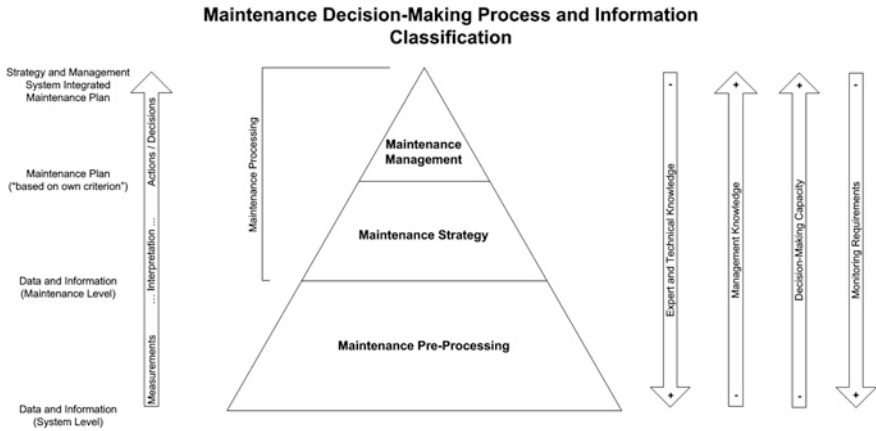 Maintenance Decision-Making Process and Information
Classification
Strategy and Management
System Integrated
Maintenance Plan
Maintenance Plan
("based on own criterion")
Data and Information
(Maintenance Level)
Data and Information
(System Level)
Measurements ... Interpretation ... Actions / Decisions
Maintenance Processing
Maintenance
Management
Maintenance Strategy
Maintenance Pre-Processing
-
Expert and Technical Knowledge
+
+
Management Knowledge
-
+
Decision-Making Capacity
-
-
Monitoring Requirements
+